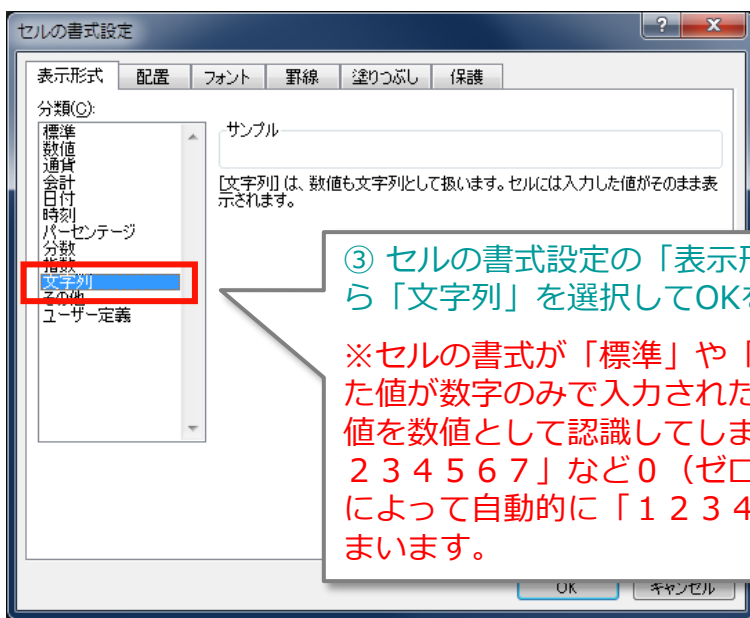 セルの書式設定
表示形式 配置 フォント 罫線 塗りつぶし 保護
分類(C):
標準
数値
通貨
会計
日付
時刻
パーセンテージ
分数
指数
文字列
その他
ユーザー定義
サンプル
[文字列] は、数値も文字列として扱います。セルには入力した値がそのまま表
示されます。
③ セルの書式設定の「表示形
ら「文字列」を選択してOKを
※セルの書式が「標準」や「
た値が数字のみで入力された
値を数値として認識してしま
２３４５６７」など０（ゼロ
によって自動的に「１２３４
まいます。
OK キャンセル